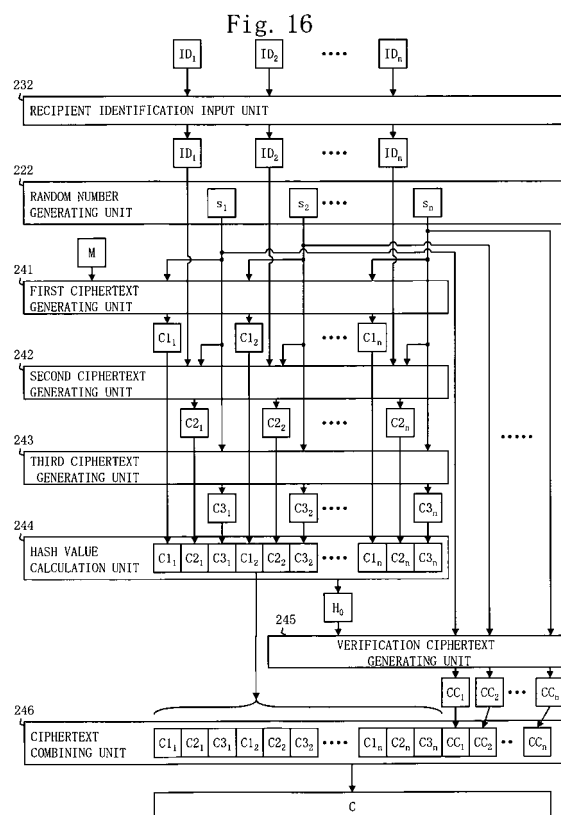 Fig. 16
ID₁ ID₂ •••• IDₙ
232
RECIPIENT IDENTIFICATION INPUT UNIT
ID₁ ID₂ •••• IDₙ
222
RANDOM NUMBER
GENERATING UNIT
s₁ s₂ •••• sₙ
M
241
FIRST CIPHERTEXT
GENERATING UNIT
C1₁ C1₂ •••• C1ₙ
242
SECOND CIPHERTEXT
GENERATING UNIT
C2₁ C2₂ •••• C2ₙ
•••••
243
THIRD CIPHERTEXT
GENERATING UNIT
C3₁ C3₂ •••• C3ₙ
244
HASH VALUE
CALCULATION UNIT
C1₁ C2₁ C3₁ C1₂ C2₂ C3₂ •••• C1ₙ C2ₙ C3ₙ
H₀
245
VERIFICATION CIPHERTEXT
GENERATING UNIT
CC₁ CC₂ ••• CCₙ
246
CIPHERTEXT
COMBINING UNIT
C1₁ C2₁ C3₁ C1₂ C2₂ C3₂ •••• C1ₙ C2ₙ C3ₙ CC₁ CC₂ •• CCₙ
C